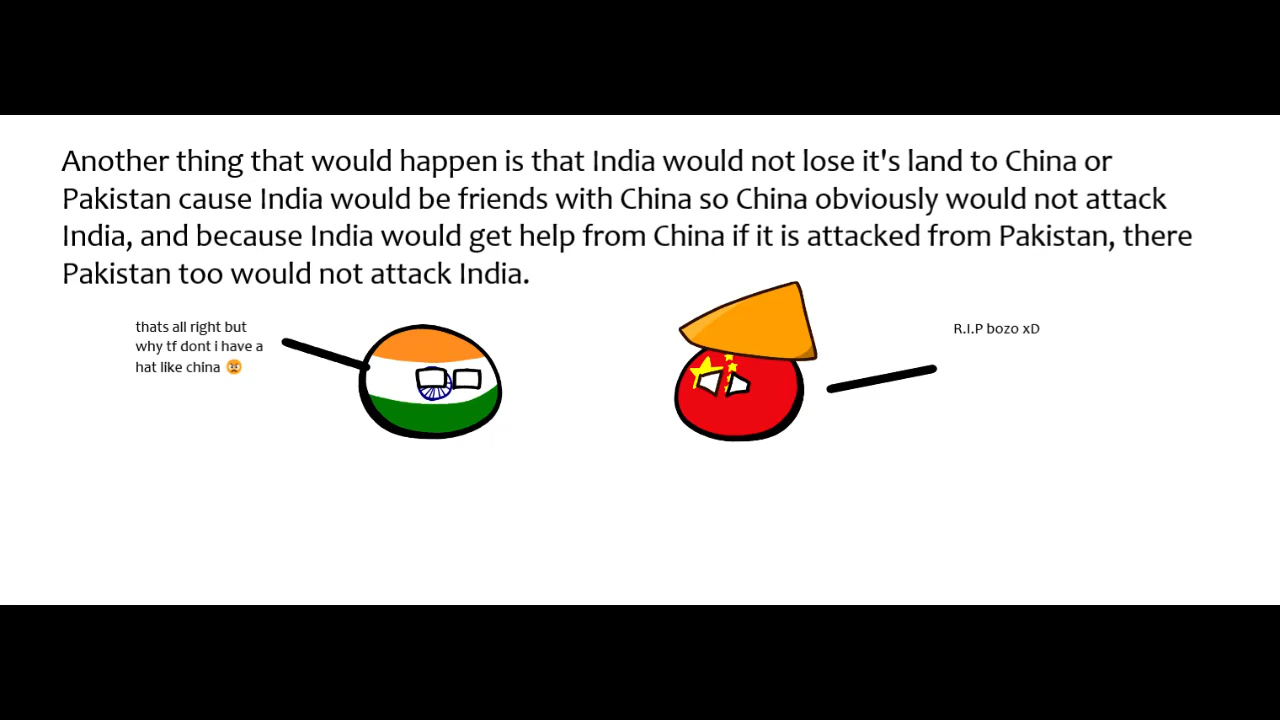 Another thing that would happen is that India would not lose it's land to China or
Pakistan cause India would be friends with China so China obviously would not attack
India, and because India would get help from China if it is attacked from Pakistan, there
Pakistan too would not attack India.
thats all right but
why tf dont i have a
hat like china 😡
R.I.P bozo xD